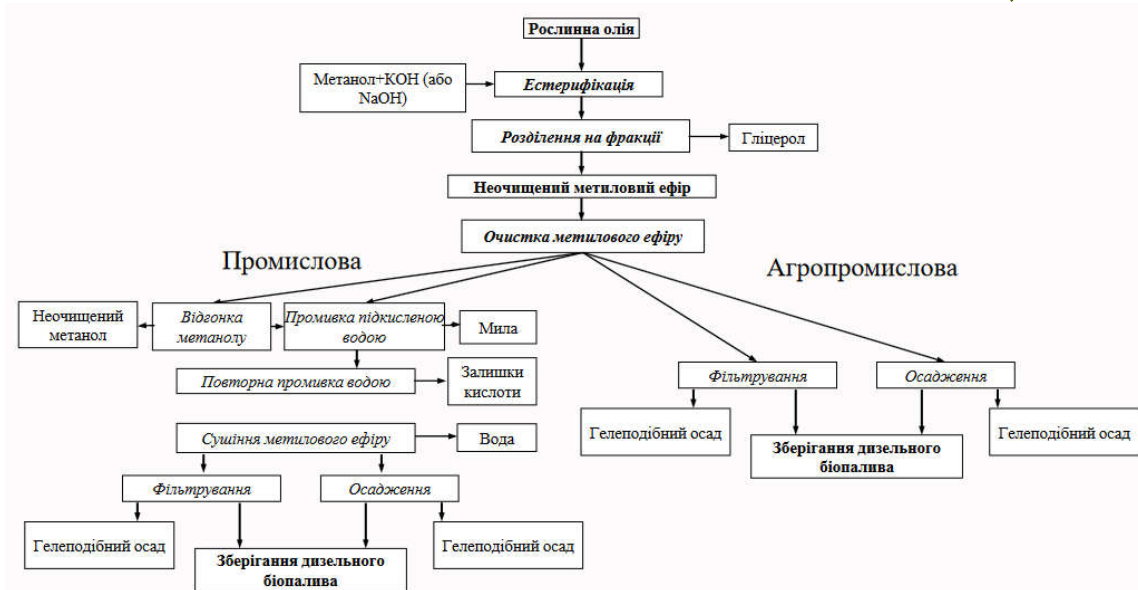 Рослинна олія
Метанол+КОН (або
NaOH)
Естерифікація
Розділення на фракції
Гліцерол
Неочищений метиловий ефір
Очистка метилового ефіру
Промислова
Агропромислова
Неочищений
метанол
Відгонка
метанолу
Промивка підкисленою
водою
Мила
Повторна промивка водою
Залишки
кислоти
Фільтрування
Осадження
Сушіння метилового ефіру
Вода
Гелеподібний осад
Зберігання дизельного
біопалива
Гелеподібний осад
Фільтрування
Осадження
Гелеподібний осад
Зберігання дизельного
біопалива
Гелеподібний осад